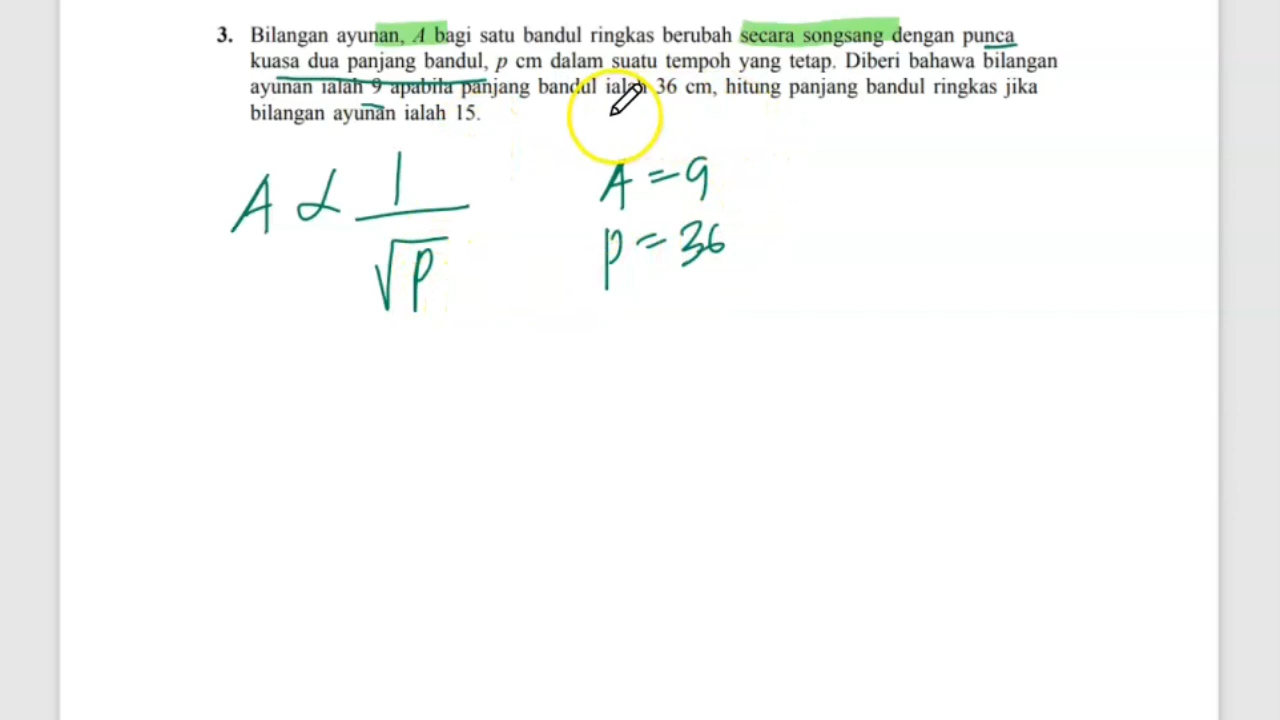 3. Bilangan ayunan, A bagi satu bandul ringkas berubah secara songsang dengan punca
kuasa dua panjang bandul, p cm dalam suatu tempoh yang tetap. Diberi bahawa bilangan
ayunan ialah 9 apabila panjang bandul ialah 36 cm, hitung panjang bandul ringkas jika
bilangan ayunan ialah 15.
A ∝ 1/√p
A = 9
p = 36